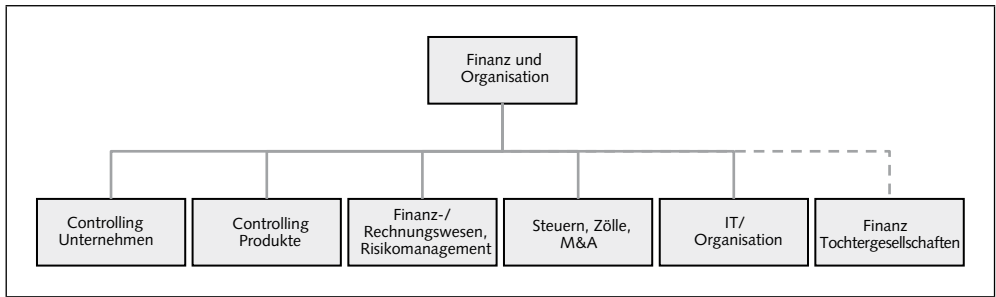 Finanz und
Organisation
Controlling
Unternehmen
Controlling
Produkte
Finanz-/
Rechnungswesen,
Risikomanagement
Steuern, Zölle,
M&A
IT/
Organisation
Finanz
Tochtergesellschaften